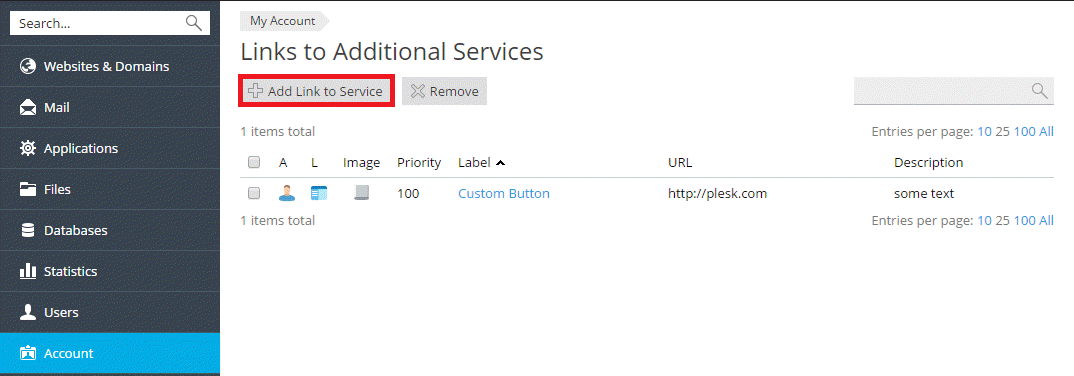 Search...
Websites & Domains
Mail
Applications
Files
Databases
Statistics
Users
Account
My Account
Links to Additional Services
Add Link to Service Remove
1 items total Entries per page: 10 25 100 All
A L Image Priority Label URL Description
100 Custom Button http://plesk.com some text
1 items total Entries per page: 10 25 100 All